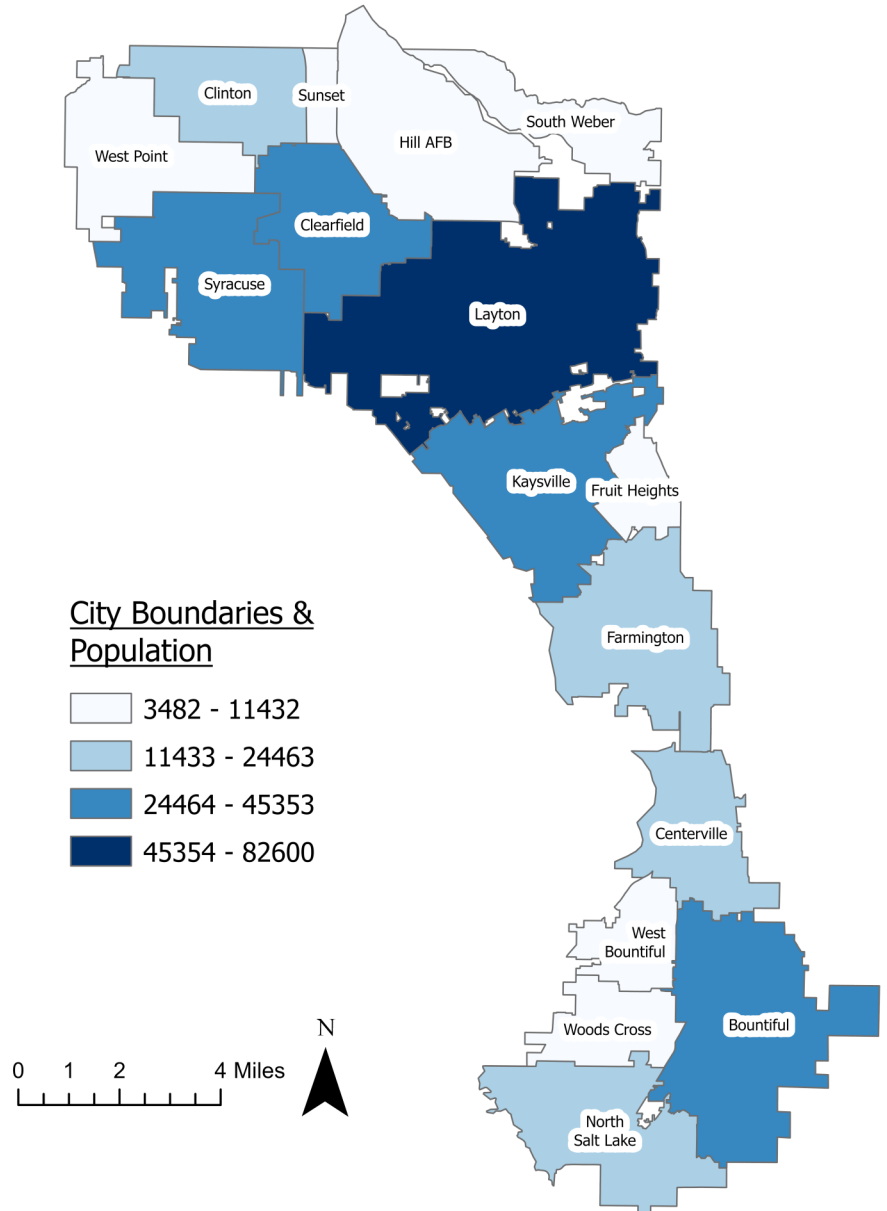 Clinton
Sunset
South Weber
Hill AFB
West Point
Clearfield
Syracuse
Layton
Kaysville
Fruit Heights
City Boundaries &
Population
3482 - 11432
11433 - 24463
24464 - 45353
45354 - 82600
Farmington
Centerville
West
Bountiful
Woods Cross
Bountiful
North
Salt Lake
N
0 1 2 4 Miles